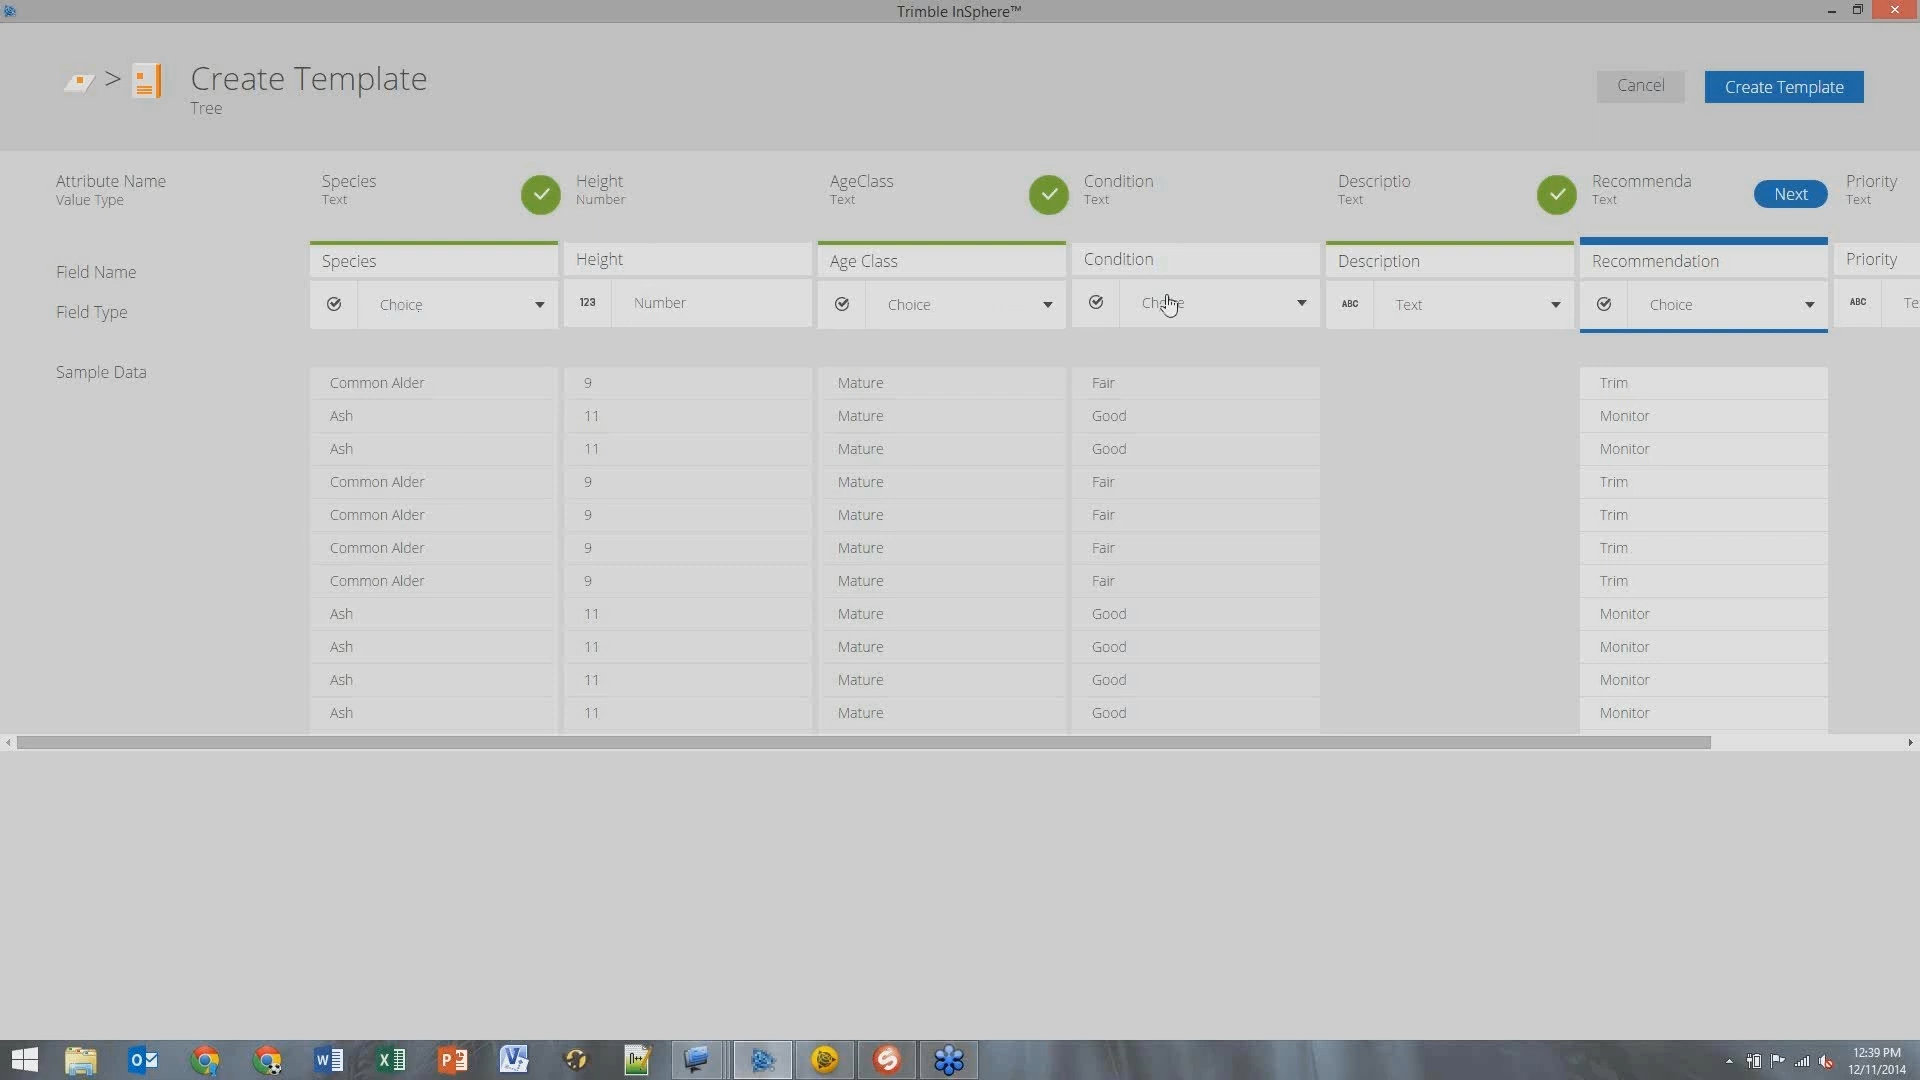 Trimble InSphere™
> Create Template
Tree
Cancel
Create Template
Attribute Name
Value Type
Species
Text
Height
Number
AgeClass
Text
Condition
Text
Descriptio
Text
Recommenda
Text
Next
Priority
Text
Field Name
Species
Height
Age Class
Condition
Description
Recommendation
Priority
Field Type
Choice
123 Number
Choice
Choice
ABC Text
Choice
ABC Te
Sample Data
Common Alder 9 Mature Fair Trim
Ash 11 Mature Good Monitor
Ash 11 Mature Good Monitor
Common Alder 9 Mature Fair Trim
Common Alder 9 Mature Fair Trim
Common Alder 9 Mature Fair Trim
Common Alder 9 Mature Fair Trim
Ash 11 Mature Good Monitor
Ash 11 Mature Good Monitor
Ash 11 Mature Good Monitor
Ash 11 Mature Good Monitor
12:39 PM
12/11/2014